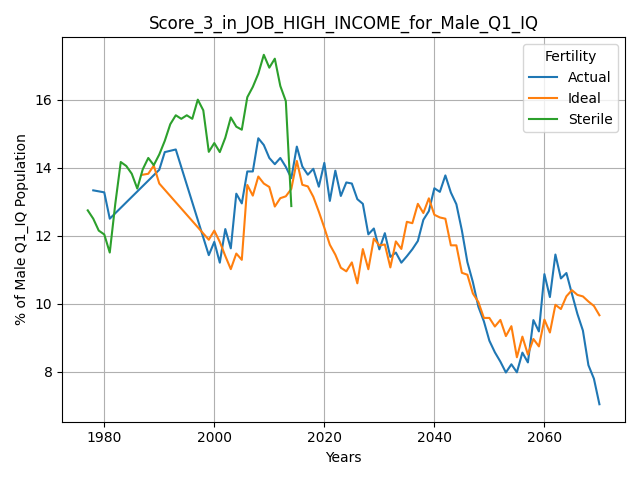 Score_3_in_JOB_HIGH_INCOME_for_Male_Q1_IQ
% of Male Q1_IQ Population
16
14
12
10
8
Fertility
Actual
Ideal
Sterile
1980 2000 2020 2040 2060
Years